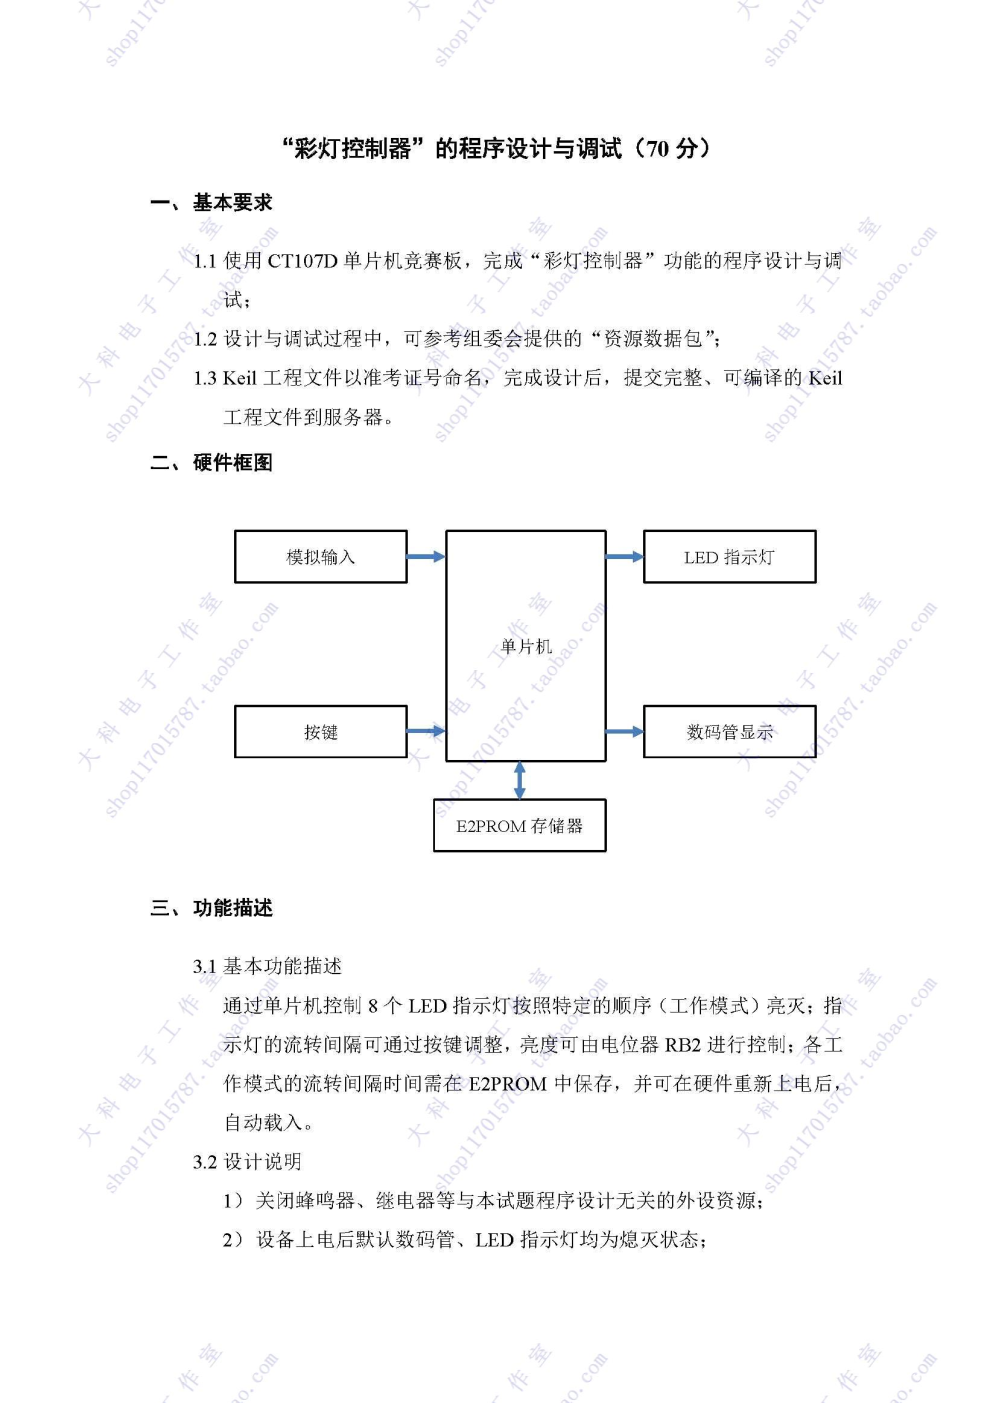 “彩灯控制器”的程序设计与调试（70 分）
一、 基本要求
1.1 使用 CT107D 单片机竞赛板，完成“彩灯控制器”功能的程序设计与调
试；
1.2 设计与调试过程中，可参考组委会提供的“资源数据包”；
1.3 Keil 工程文件以准考证号命名，完成设计后，提交完整、可编译的 Keil
工程文件到服务器。
二、 硬件框图
模拟输入
LED 指示灯
单片机
按键
数码管显示
E2PROM 存储器
三、 功能描述
3.1 基本功能描述
通过单片机控制 8 个 LED 指示灯按照特定的顺序（工作模式）亮灭；指
示灯的流转间隔可通过按键调整，亮度可由电位器 RB2 进行控制；各工
作模式的流转间隔时间需在 E2PROM 中保存，并可在硬件重新上电后，
自动载入。
3.2 设计说明
1） 关闭蜂鸣器、继电器等与本试题程序设计无关的外设资源；
2） 设备上电后默认数码管、LED 指示灯均为熄灭状态；
大科电子工作室
shop117015787.taobao.com